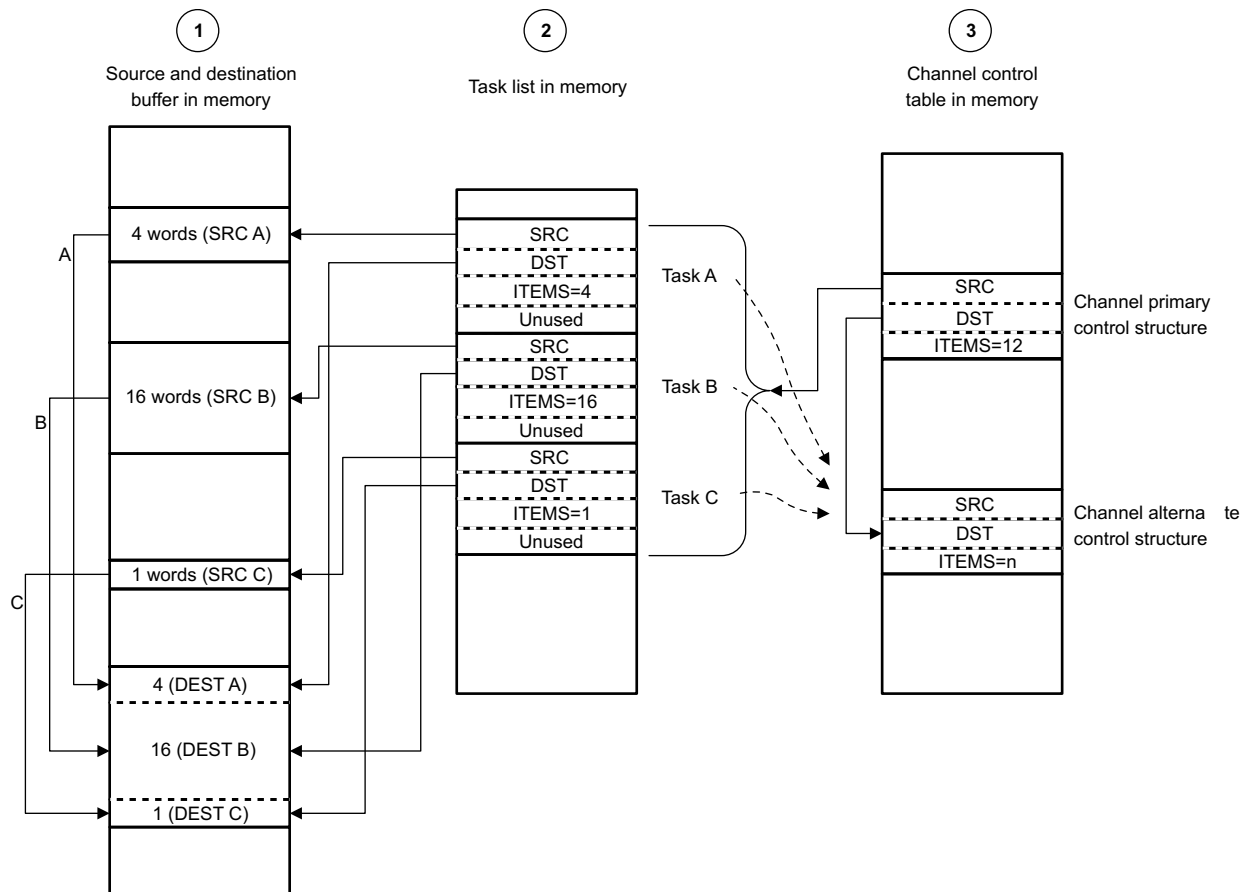 1
Source and destination
buffer in memory
4 words (SRC A)
16 words (SRC B)
1 words (SRC C)
4 (DEST A)
16 (DEST B)
1 (DEST C)
A
B
C
2
Task list in memory
SRC
DST
ITEMS=4
Unused
SRC
DST
ITEMS=16
Unused
SRC
DST
ITEMS=1
Unused
Task A
Task B
Task C
3
Channel control
table in memory
SRC
DST
ITEMS=12
Channel primary
control structure
SRC
DST
ITEMS=n
Channel alterna te
control structure